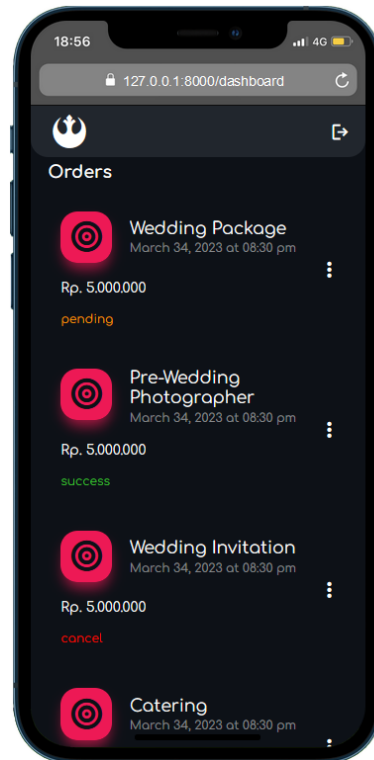 18:56
4G
127.0.0.1:8000/dashboard
Orders
Wedding Package
March 34, 2023 at 08:30 pm
Rp. 5.000.000
pending
Pre-Wedding
Photographer
March 34, 2023 at 08:30 pm
Rp. 5.000.000
success
Wedding Invitation
March 34, 2023 at 08:30 pm
Rp. 5.000.000
cancel
Catering
March 34, 2023 at 08:30 pm